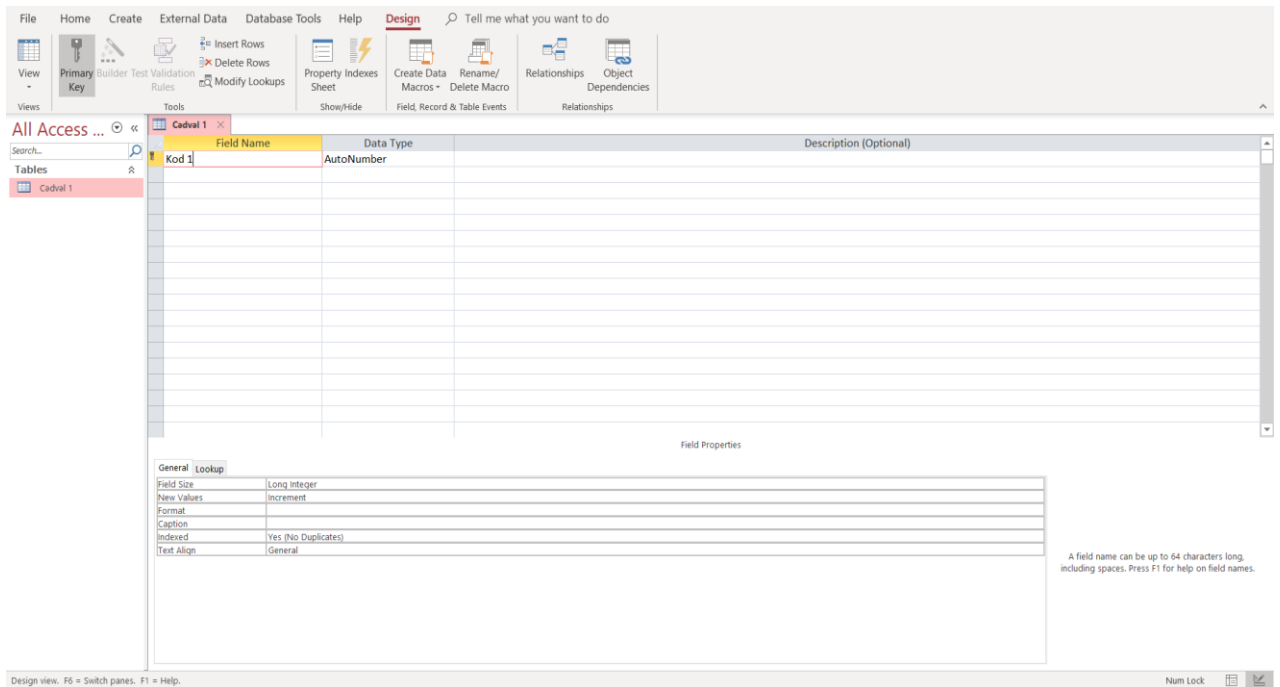 File Home Create External Data Database Tools Help Design Tell me what you want to do
View
Primary Key
Builder
Test Validation Rules
Insert Rows
Delete Rows
Modify Lookups
Property Sheet
Indexes
Create Data Macros
Rename/ Delete Macro
Relationships
Object Dependencies
Views Tools Show/Hide Field, Record & Table Events Relationships
All Access ...
Search...
Tables
Cadval 1
Cadval 1
Field Name Data Type Description (Optional)
Kod 1 AutoNumber
Field Properties
General Lookup
Field Size Long Integer
New Values Increment
Format
Caption
Indexed Yes (No Duplicates)
Text Align General
A field name can be up to 64 characters long,
including spaces. Press F1 for help on field names.
Design view. F6 = Switch panes. F1 = Help. Num Lock